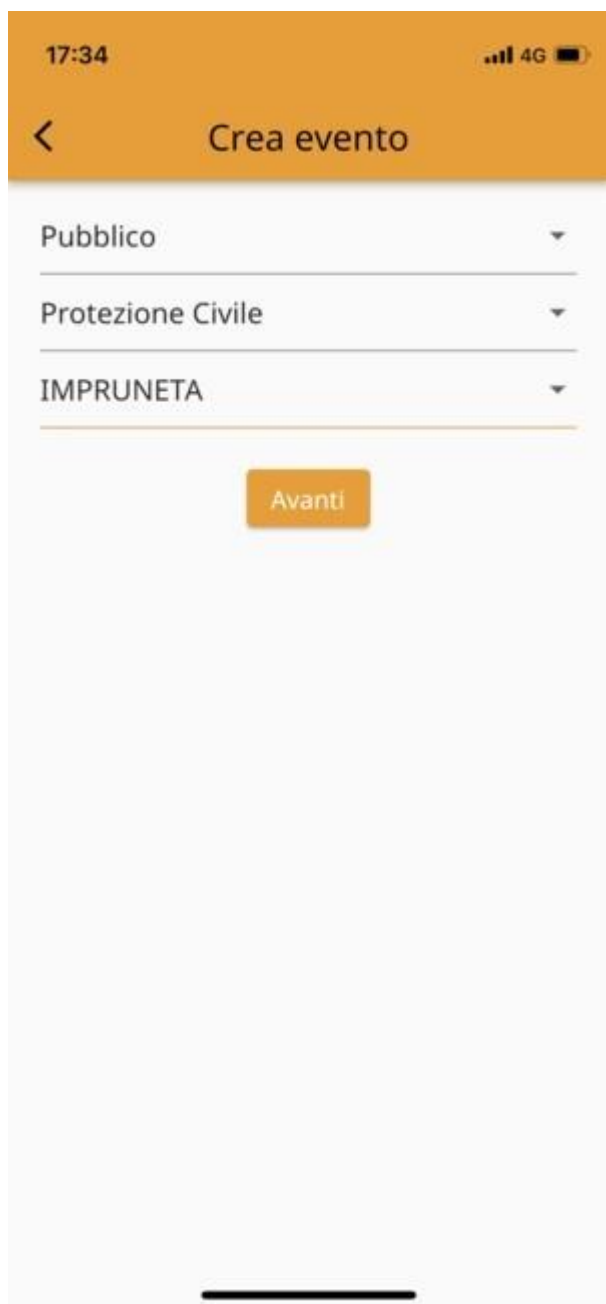 17:34 4G
Crea evento
Pubblico
Protezione Civile
IMPRUNETA
Avanti